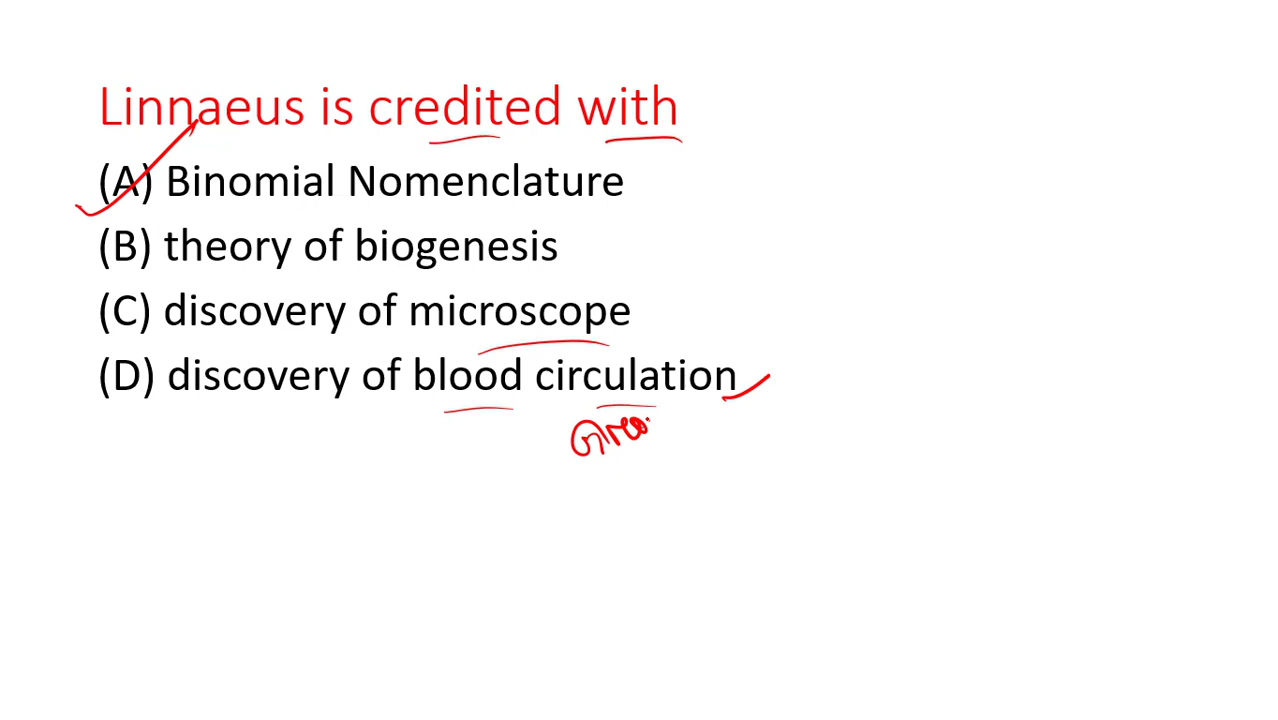 Linnaeus is credited with
(A) Binomial Nomenclature
(B) theory of biogenesis
(C) discovery of microscope
(D) discovery of blood circulation